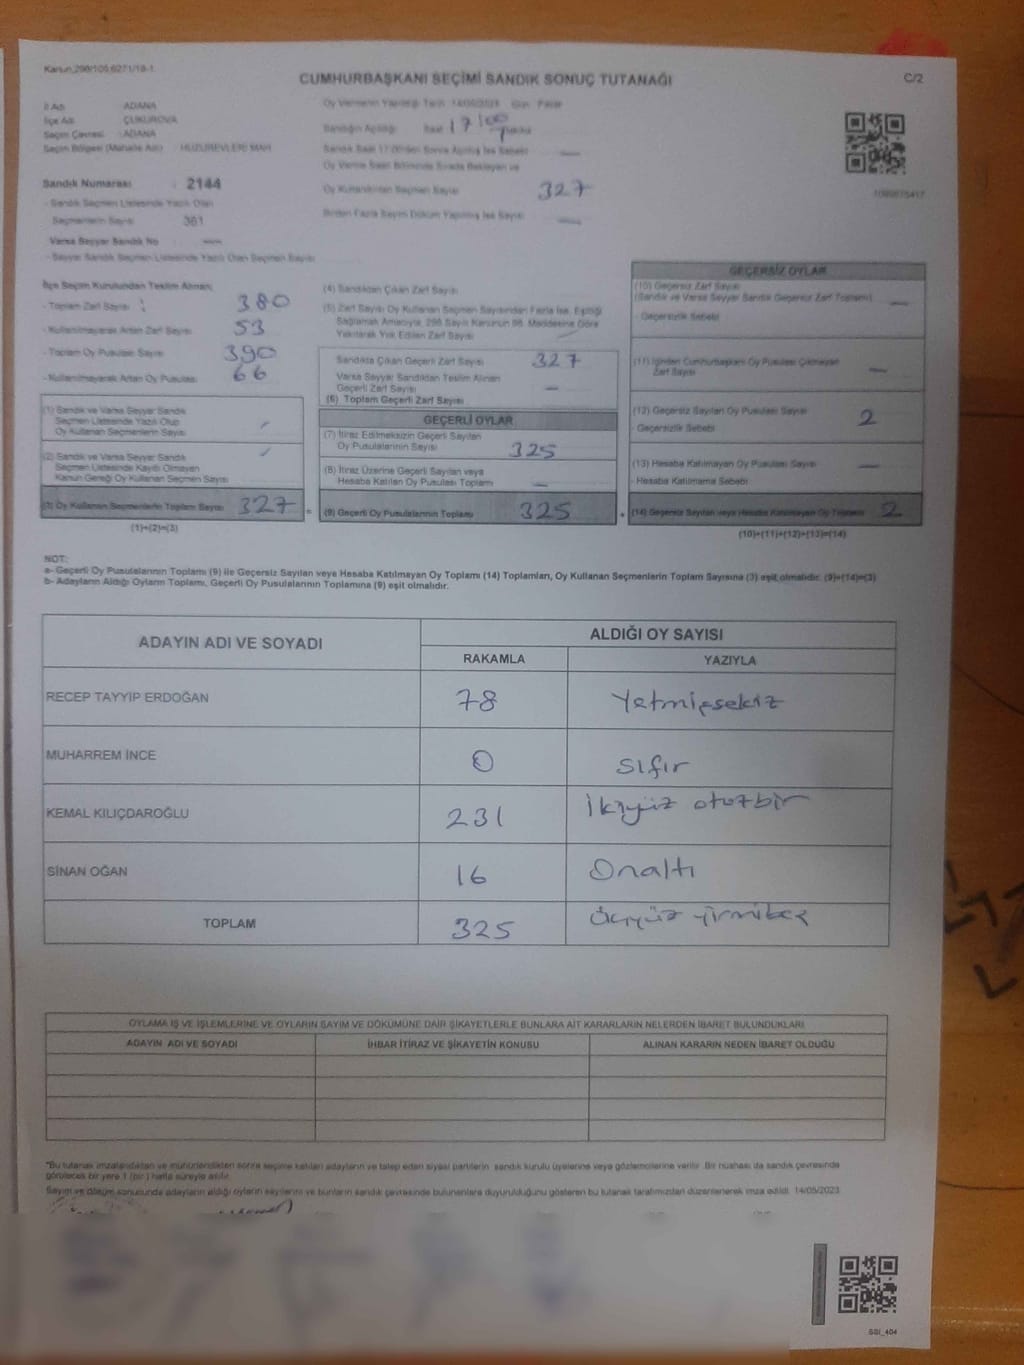 Kanun 298/105,6271/18-1
CUMHURBAŞKANI SEÇİMİ SANDIK SONUÇ TUTANAĞI
C/2
İl Adı ADANA
İlçe Adı ÇUKUROVA
Seçim Çevresi : ADANA
Seçim Bölgesi (Mahalle Adı) HUZUREVLERİ MAH.
Oy Vermenin Yapıldığı Tarih 14/05/2023 Gün Pazar
Sandığın Açıldığı Saat 17:00
Sandık Saat 17:00'den Sonra Açılmış İse Sebebi —
Oy Verme Saati Bitiminde Sırada Bekleyen ve
Oy Kullandırılan Seçmen Sayısı 327
Birden Fazla Sayım Döküm Yapılmış İse Sayısı —
Sandık Numarası : 2144
- Sandık Seçmen Listesinde Yazılı Olan
Seçmenlerin Sayısı 361
Varsa Seyyar Sandık No —
- Seyyar Sandık Seçmen Listesinde Yazılı Olan Seçmen Sayısı
İlçe Seçim Kurulundan Teslim Alınan;
- Toplam Zarf Sayısı : 380
- Kullanılmayarak Artan Zarf Sayısı 53
- Toplam Oy Pusulası Sayısı 390
- Kullanılmayarak Artan Oy Pusulası 66
(1) Sandık ve Varsa Seyyar Sandık
Seçmen Listesinde Yazılı Olup
Oy Kullanan Seçmenlerin Sayısı
(2) Sandık ve Varsa Seyyar Sandık
Seçmen Listesinde Kayıtlı Olmayan
Kanun Gereği Oy Kullanan Seçmen Sayısı
(3) Oy Kullanan Seçmenlerin Toplam Sayısı 327
(1)+(2)=(3)
(4) Sandıktan Çıkan Zarf Sayısı
(5) Zarf Sayısı Oy Kullanan Seçmen Sayısından Fazla İse, Eşitliği
Sağlamak Amacıyla, 298 Sayılı Kanunun 98. Maddesine Göre
Yakılarak Yok Edilen Zarf Sayısı
Sandıkta Çıkan Geçerli Zarf Sayısı 327
Varsa Seyyar Sandıktan Teslim Alınan
Geçerli Zarf Sayısı —
(6) Toplam Geçerli Zarf Sayısı
GEÇERLİ OYLAR
(7) İtiraz Edilmeksizin Geçerli Sayılan
Oy Pusulalarının Sayısı 325
(8) İtiraz Üzerine Geçerli Sayılan veya
Hesaba Katılan Oy Pusulası Toplamı —
(9) Geçerli Oy Pusulalarının Toplamı 325
GEÇERSİZ OYLAR
(10) Geçersiz Zarf Sayısı
(Sandık ve Varsa Seyyar Sandık Geçersiz Zarf Toplamı) —
- Geçersizlik Sebebi
(11) İçinden Cumhurbaşkanı Oy Pusulası Çıkmayan
Zarf Sayısı —
(12) Geçersiz Sayılan Oy Pusulası Sayısı 2
- Geçersizlik Sebebi
(13) Hesaba Katılmayan Oy Pusulası Sayısı —
- Hesaba Katılmama Sebebi
(14) Geçersiz Sayılan veya Hesaba Katılmayan Oy Toplamı 2
(10)+(11)+(12)+(13)=(14)
NOT:
a- Geçerli Oy Pusulalarının Toplamı (9) ile Geçersiz Sayılan veya Hesaba Katılmayan Oy Toplamı (14) Toplamları, Oy Kullanan Seçmenlerin Toplam Sayısına (3) eşit olmalıdır. (9)+(14)=(3)
b- Adayların Aldığı Oyların Toplamı, Geçerli Oy Pusulalarının Toplamına (9) eşit olmalıdır.
ADAYIN ADI VE SOYADI
ALDIĞI OY SAYISI
RAKAMLA YAZIYLA
RECEP TAYYİP ERDOĞAN 78 Yetmişsekiz
MUHARREM İNCE 0 Sıfır
KEMAL KILIÇDAROĞLU 231 İkiyüz otuzbir
SİNAN OĞAN 16 Onaltı
TOPLAM 325 Üçyüz yirmibeş
OYLAMA İŞ VE İŞLEMLERİNE VE OYLARIN SAYIM VE DÖKÜMÜNE DAİR ŞİKAYETLERLE BUNLARA AİT KARARLARIN NELERDEN İBARET BULUNDUKLARI
ADAYIN ADI VE SOYADI İHBAR İTİRAZ VE ŞİKAYETİN KONUSU ALINAN KARARIN NEDEN İBARET OLDUĞU
*Bu tutanak imzalandıktan ve mühürlendikten sonra seçime katılan adayların ve talep eden siyasi partilerin sandık kurulu üyelerine veya gözlemcilerine verilir. Bir nüshası da sandık çevresinde
görülecek bir yere 1 (bir) hafta süreyle asılır.
Sayım ve döküm sonucunda adayların aldığı oyların sayılarını ve bunların sandık çevresinde bulunanlara duyurulduğunu gösteren bu tutanak tarafımızdan düzenlenerek imza edildi. 14/05/2023
SSI_404